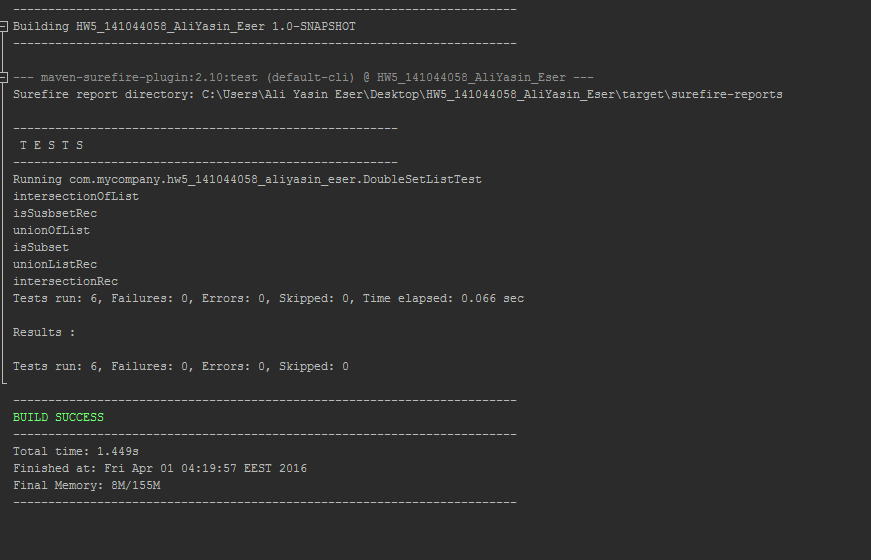 ------------------------------------------------------------------------
Building HW5_141044058_AliYasin_Eser 1.0-SNAPSHOT
------------------------------------------------------------------------
--- maven-surefire-plugin:2.10:test (default-cli) @ HW5_141044058_AliYasin_Eser ---
Surefire report directory: C:\Users\Ali Yasin Eser\Desktop\HW5_141044058_AliYasin_Eser\target\surefire-reports
-------------------------------------------------------
T E S T S
-------------------------------------------------------
Running com.mycompany.hw5_141044058_aliyasin_eser.DoubleSetListTest
intersectionOfList
isSusbsetRec
unionOfList
isSubset
unionListRec
intersectionRec
Tests run: 6, Failures: 0, Errors: 0, Skipped: 0, Time elapsed: 0.066 sec
Results :
Tests run: 6, Failures: 0, Errors: 0, Skipped: 0
------------------------------------------------------------------------
BUILD SUCCESS
------------------------------------------------------------------------
Total time: 1.449s
Finished at: Fri Apr 01 04:19:57 EEST 2016
Final Memory: 8M/155M
------------------------------------------------------------------------